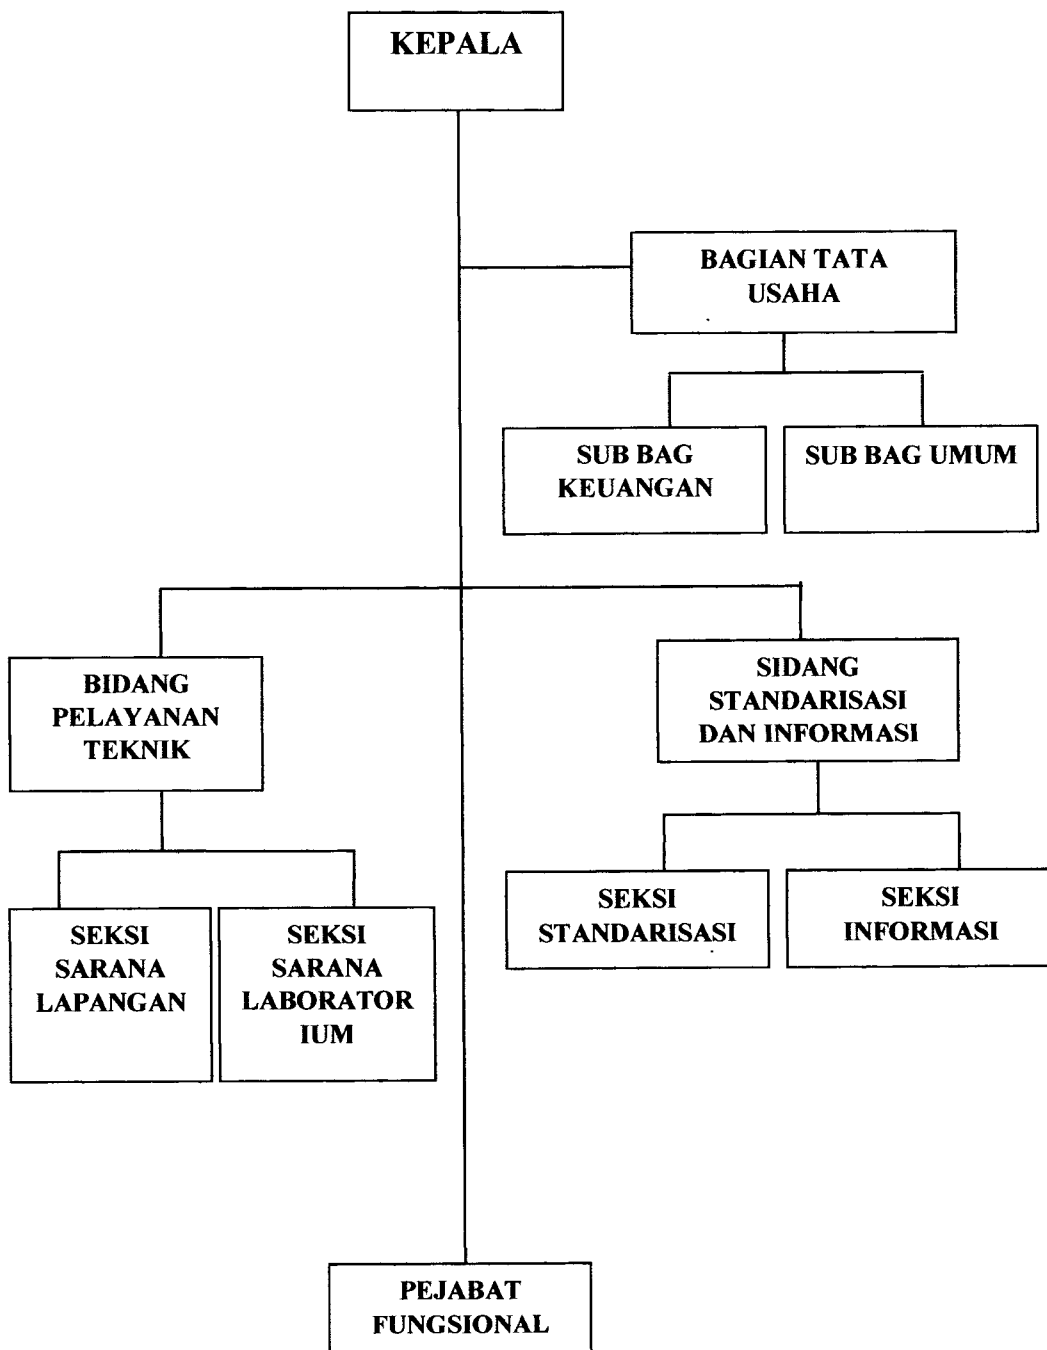 KEPALA
BAGIAN TATA
USAHA
SUB BAG
KEUANGAN
SUB BAG UMUM
BIDANG
PELAYANAN
TEKNIK
SIDANG
STANDARISASI
DAN INFORMASI
SEKSI
SARANA
LAPANGAN
SEKSI
SARANA
LABORATOR
IUM
SEKSI
STANDARISASI
SEKSI
INFORMASI
PEJABAT
FUNGSIONAL